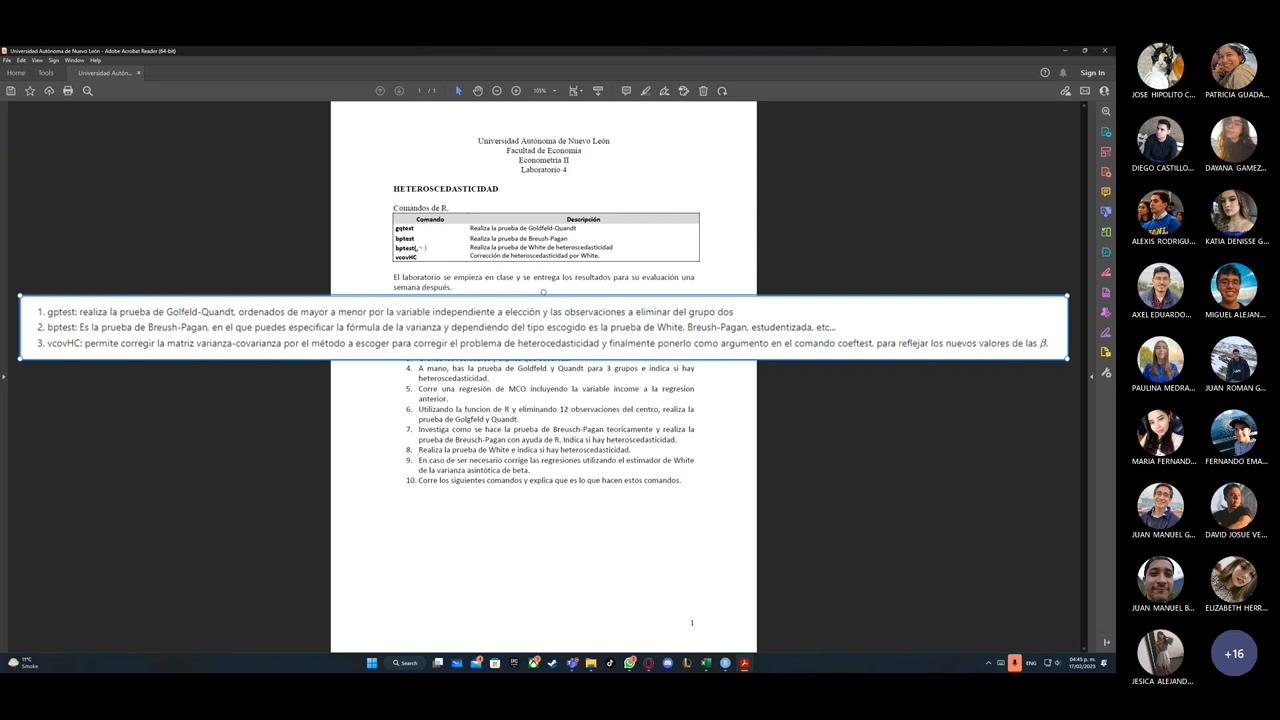 Universidad Autónoma de Nuevo León - Adobe Acrobat Reader (64-bit)
File Edit View Sign Window Help
Home Tools Universidad Autón... × Sign In
1 / 1 105%
Universidad Autónoma de Nuevo León
Facultad de Economía
Econometría II
Laboratorio 4
HETEROSCEDASTICIDAD
Comandos de R.
Comando Descripción
gqtest Realiza la prueba de Goldfeld-Quandt
bptest Realiza la prueba de Breush-Pagan
bptest(,~ ) Realiza la prueba de White de heteroscedasticidad
vcovHC Corrección de heteroscedasticidad por White.
El laboratorio se empieza en clase y se entrega los resultados para su evaluación una
semana después.
1. gptest: realiza la prueba de Golfeld-Quandt, ordenados de mayor a menor por la variable independiente a elección y las observaciones a eliminar del grupo dos
2. bptest: Es la prueba de Breush-Pagan, en el que puedes especificar la fórmula de la varianza y dependiendo del tipo escogido es la prueba de White, Breush-Pagan, estudentizada, etc...
3. vcovHC: permite corregir la matriz varianza-covarianza por el método a escoger para corregir el problema de heterocedasticidad y finalmente ponerlo como argumento en el comando coeftest, para reflejar los nuevos valores de las β.
4. A mano, has la prueba de Goldfeld y Quandt para 3 grupos e indica si hay
heteroscedasticidad.
5. Corre una regresión de MCO incluyendo la variable income a la regresion
anterior.
6. Utilizando la funcion de R y eliminando 12 observaciones del centro, realiza la
prueba de Golgfeld y Quandt.
7. Investiga como se hace la prueba de Breusch-Pagan teoricamente y realiza la
prueba de Breusch-Pagan con ayuda de R. Indica si hay heteroscedasticidad.
8. Realiza la prueba de White e indica si hay heteroscedasticidad.
9. En caso de ser necesario corrige las regresiones utilizando el estimador de White
de la varianza asintótica de beta.
10. Corre los siguientes comandos y explica que es lo que hacen estos comandos.
1
11°C
Smoke
Search
ENG
04:45 p. m.
17/02/2023
JOSE HIPOLITO C... PATRICIA GUADA...
DIEGO CASTILLO... DAYANA GAMEZ...
ALEXIS RODRIGU... KATIA DENISSE G...
AXEL EDUARDO... MIGUEL ALEJAN...
PAULINA MEDRA... JUAN ROMAN G...
MARIA FERNAND... FERNANDO EMA...
JUAN MANUEL G... DAVID JOSUE VE...
JUAN MANUEL B... ELIZABETH HERR...
JESICA ALEJAND... +16